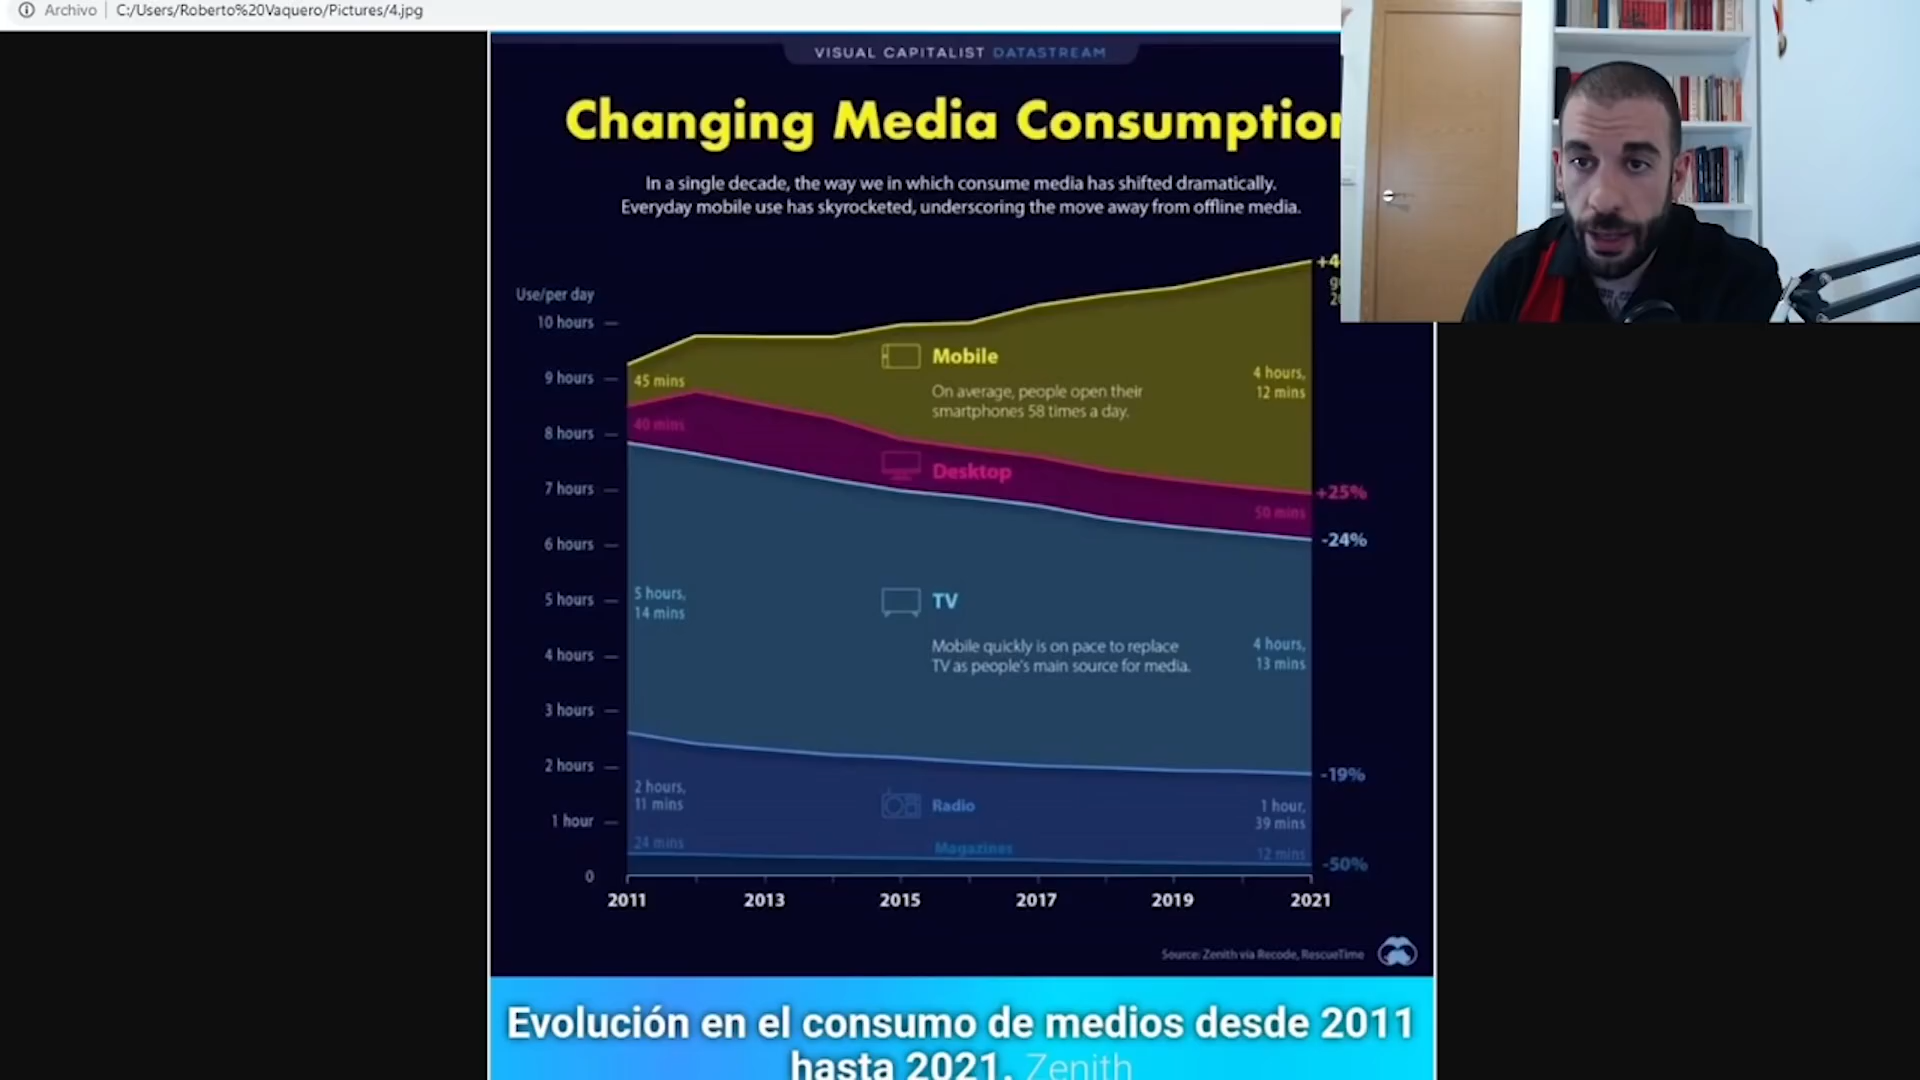 Archivo
C:/Users/Roberto%20Vaquero/Pictures/4.jpg
VISUAL CAPITALIST DATASTREAM
Changing Media Consumption
In a single decade, the way we in which consume media has shifted dramatically.
Everyday mobile use has skyrocketed, underscoring the move away from offline media.
Use/per day
10 hours
9 hours
8 hours
7 hours
6 hours
5 hours
4 hours
3 hours
2 hours
1 hour
0
45 mins
Mobile
On average, people open their
smartphones 58 times a day.
4 hours,
12 mins
40 mins
Desktop
50 mins
+25%
-24%
5 hours,
14 mins
TV
Mobile quickly is on pace to replace
TV as people's main source for media.
4 hours,
13 mins
-19%
2 hours,
11 mins
Radio
1 hour,
39 mins
24 mins
Magazines
12 mins
-50%
2011
2013
2015
2017
2019
2021
Source: Zenith via Recode, RescueTime
Evolución en el consumo de medios desde 2011
hasta 2021. Zenith